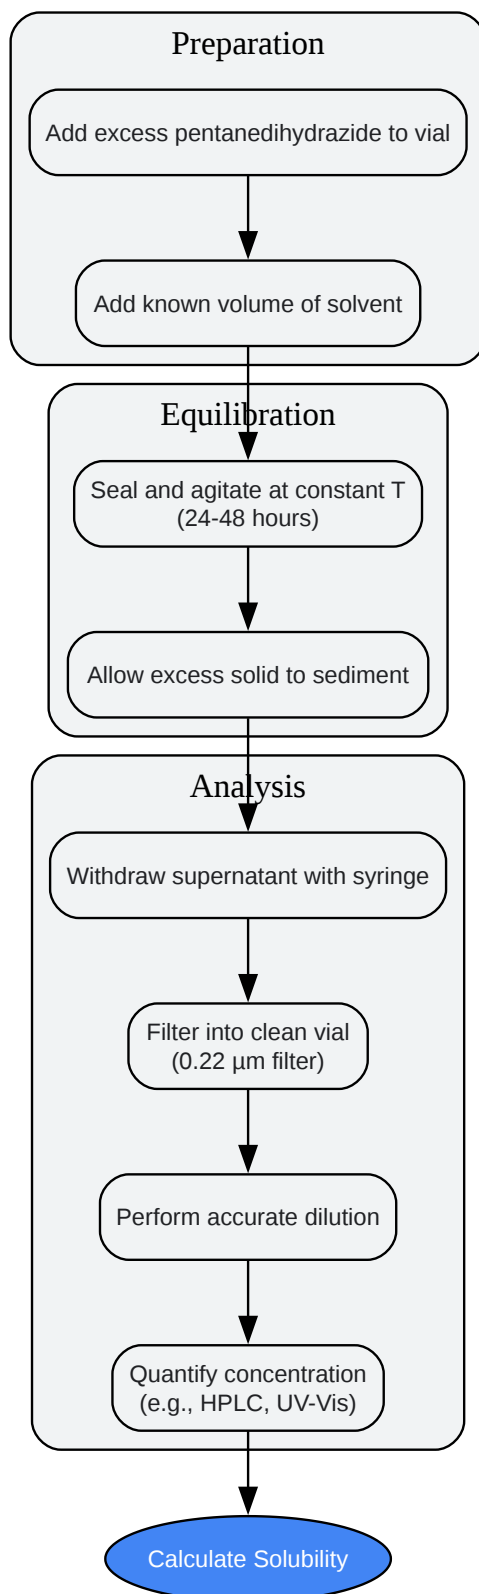 Preparation
Add excess pentanedihydrazide to vial
Add known volume of solvent
Equilibration
Seal and agitate at constant T
(24-48 hours)
Allow excess solid to sediment
Analysis
Withdraw supernatant with syringe
Filter into clean vial
(0.22 µm filter)
Perform accurate dilution
Quantify concentration
(e.g., HPLC, UV-Vis)
Calculate Solubility